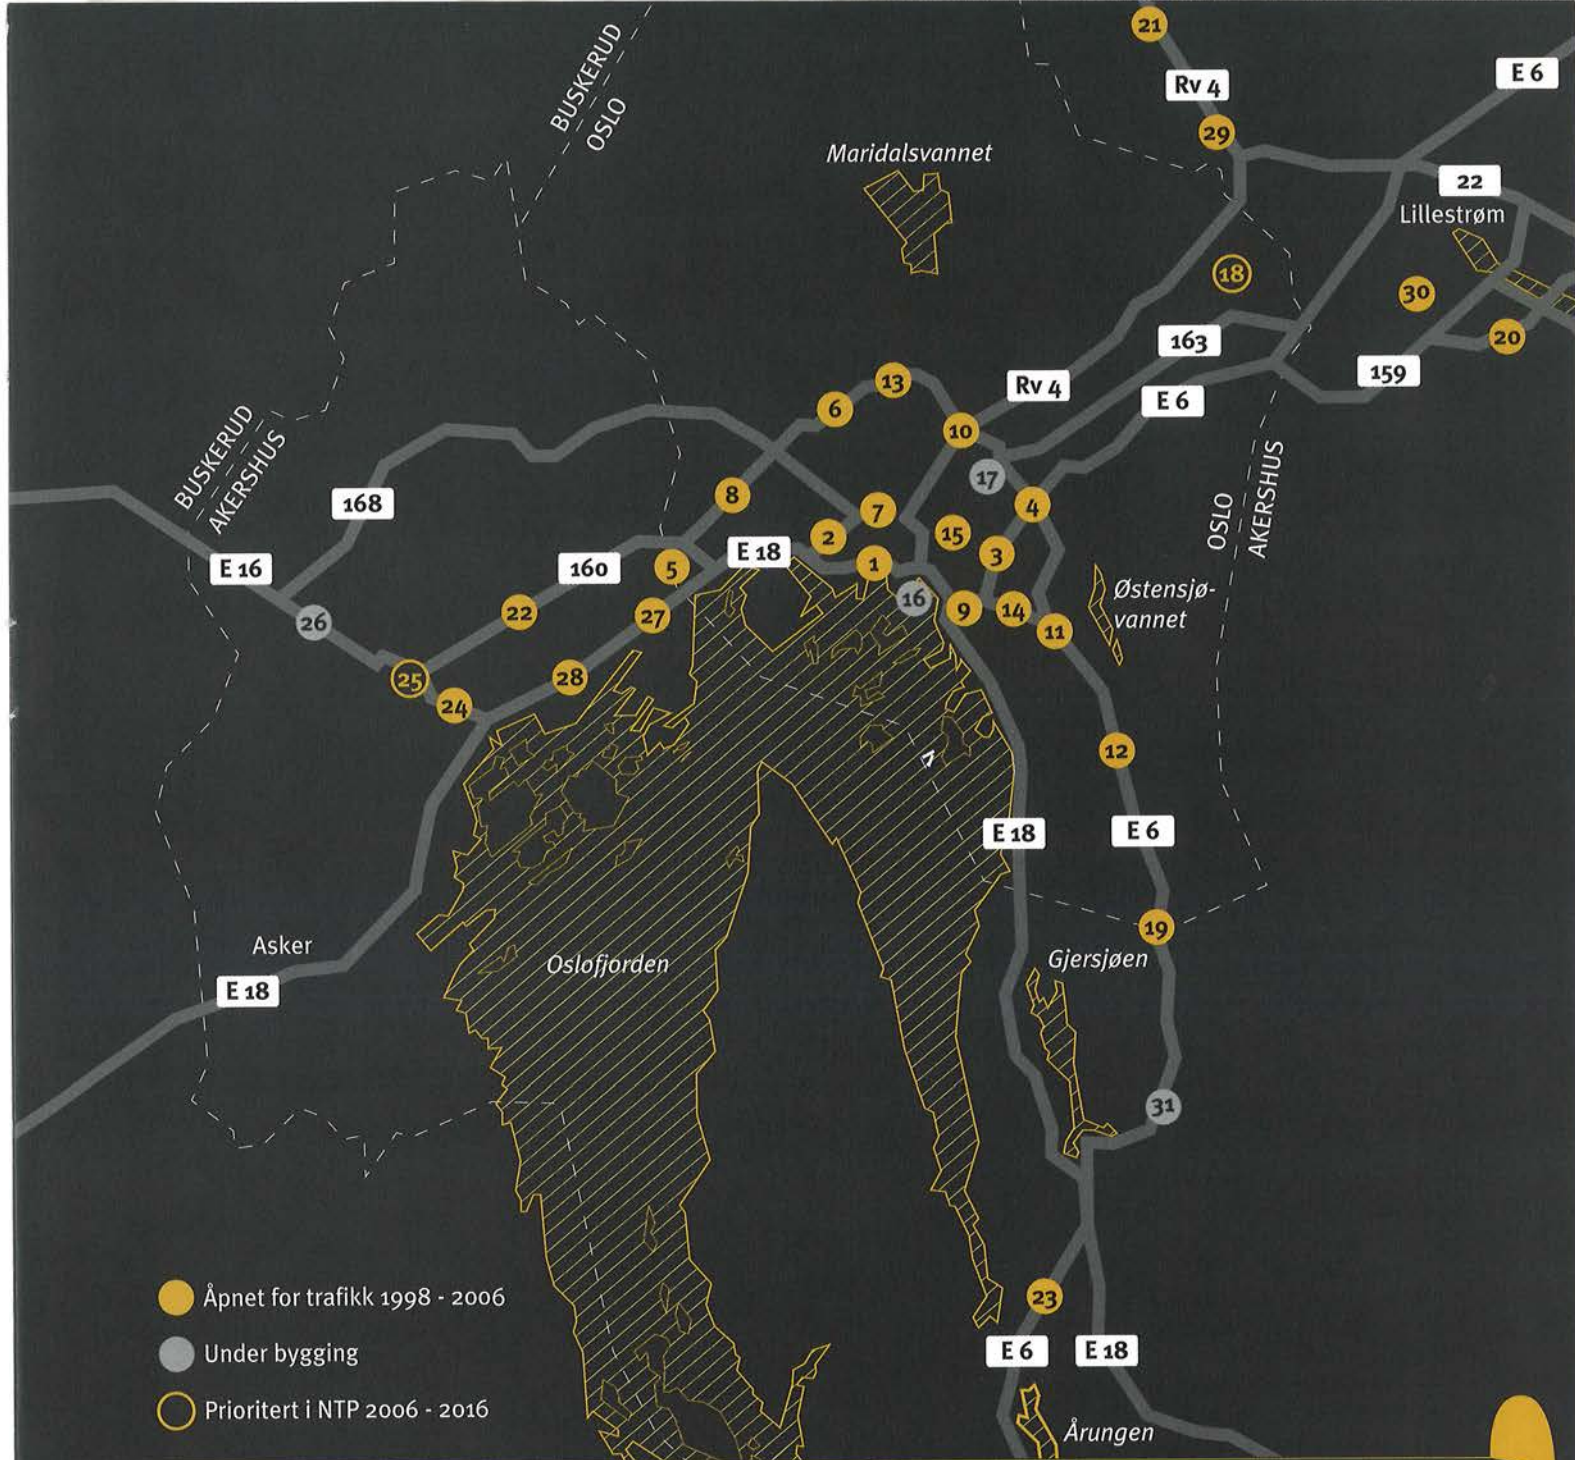 21
E 6
Rv 4
BUSKERUD
OSLO
29
Maridalsvannet
22
Lillestrøm
18
30
20
163
159
13
Rv 4
E 6
6
10
BUSKERUD
AKERSHUS
17
OSLO
AKERSHUS
168
8
7
4
15
2
3
E 18
1
E 16
160
5
Østensjø-
vannet
16
9
14
22
27
11
26
25
28
24
12
E 18
E 6
19
Asker
Gjersjøen
Oslofjorden
E 18
31
23
Åpnet for trafikk 1998 - 2006
E 6
E 18
Under bygging
Prioritert i NTP 2006 - 2016
Årungen